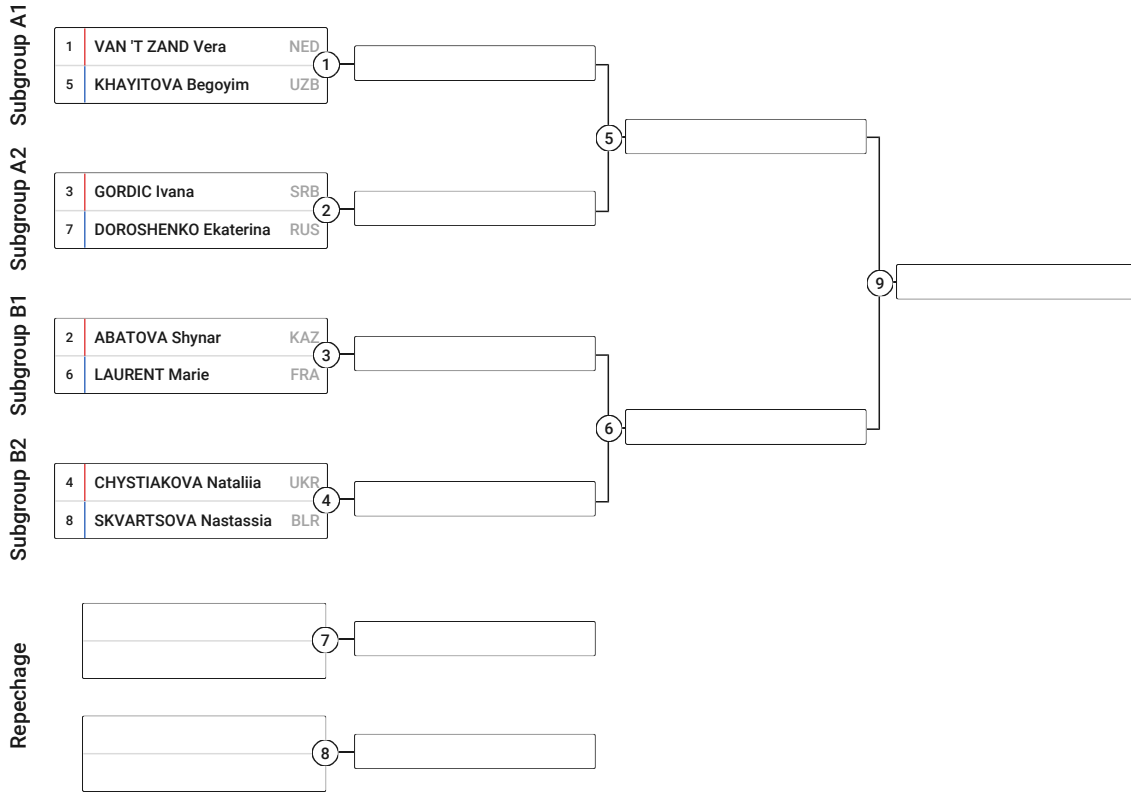 Subgroup A1
1 VAN 'T ZAND Vera NED
5 KHAYITOVA Begoyim UZB
1
Subgroup A2
3 GORDIC Ivana SRB
7 DOROSHENKO Ekaterina RUS
2
5
Subgroup B1
2 ABATOVA Shynar KAZ
6 LAURENT Marie FRA
3
Subgroup B2
4 CHYSTIAKOVA Nataliia UKR
8 SKVARTSOVA Nastassia BLR
4
6
9
Repechage
7
8